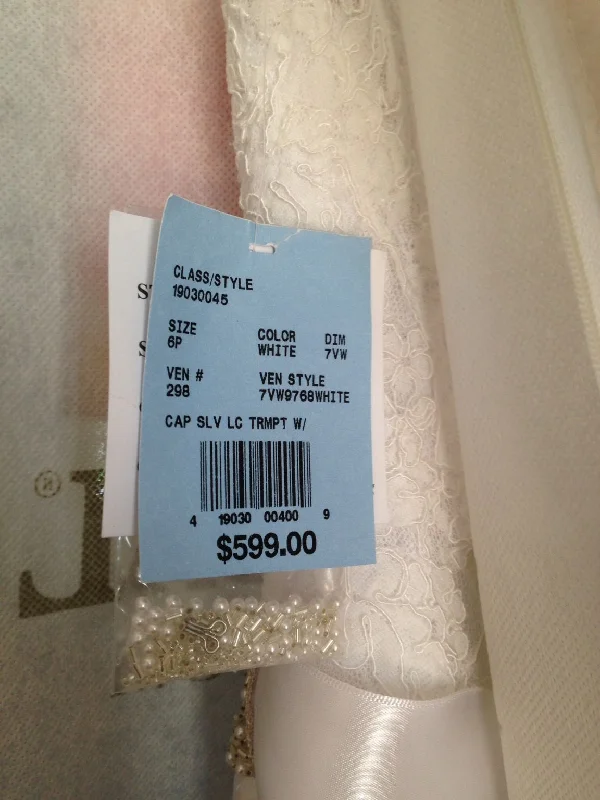 CLASS/STYLE
19030045
SIZE COLOR DIM
6P WHITE 7VW
VEN # VEN STYLE
298 7VW9768WHITE
CAP SLV LC TRMPT W/
4 19030 00400 9
$599.00